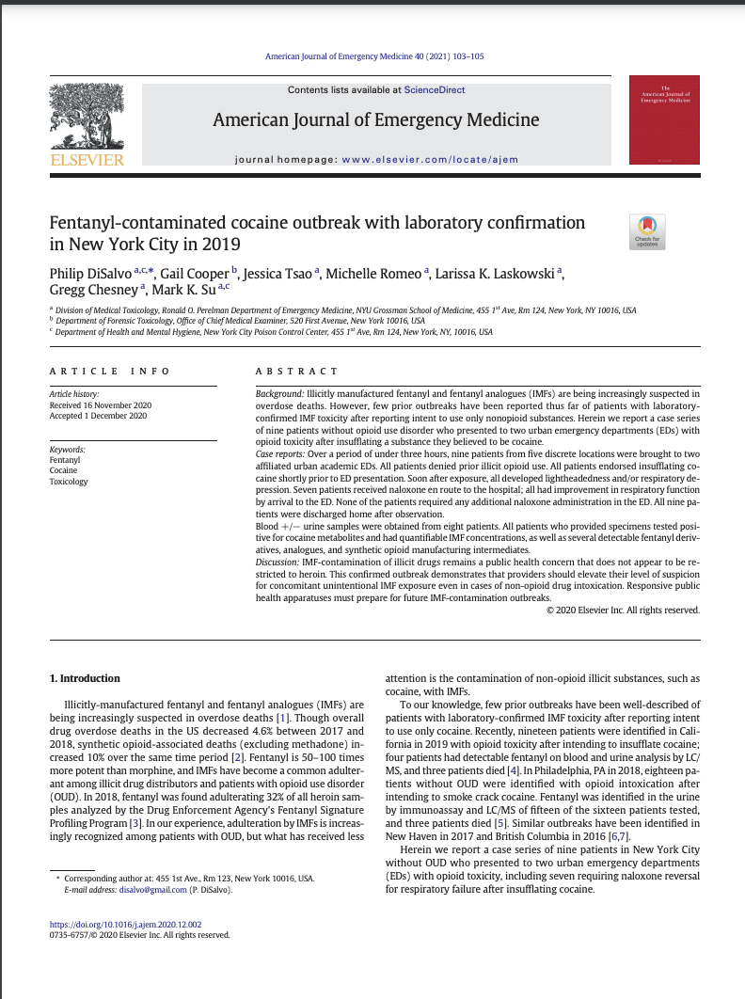 American Journal of Emergency Medicine 40 (2021) 103–105
Contents lists available at ScienceDirect
American Journal of Emergency Medicine
journal homepage: www.elsevier.com/locate/ajem
ELSEVIER
The
American Journal of
Emergency Medicine
Fentanyl-contaminated cocaine outbreak with laboratory confirmation
in New York City in 2019
Check for
updates
Philip DiSalvo a,c,*, Gail Cooper b, Jessica Tsao a, Michelle Romeo a, Larissa K. Laskowski a,
Gregg Chesney a, Mark K. Su a,c
a Division of Medical Toxicology, Ronald O. Perelman Department of Emergency Medicine, NYU Grossman School of Medicine, 455 1st Ave, Rm 124, New York, NY 10016, USA
b Department of Forensic Toxicology, Office of Chief Medical Examiner, 520 First Avenue, New York 10016, USA
c Department of Health and Mental Hygiene, New York City Poison Control Center, 455 1st Ave, Rm 124, New York, NY, 10016, USA
ARTICLE INFO
Article history:
Received 16 November 2020
Accepted 1 December 2020
Keywords:
Fentanyl
Cocaine
Toxicology
ABSTRACT
Background: Illicitly manufactured fentanyl and fentanyl analogues (IMFs) are being increasingly suspected in
overdose deaths. However, few prior outbreaks have been reported thus far of patients with laboratory-
confirmed IMF toxicity after reporting intent to use only nonopioid substances. Herein we report a case series
of nine patients without opioid use disorder who presented to two urban emergency departments (EDs) with
opioid toxicity after insufflating a substance they believed to be cocaine.
Case reports: Over a period of under three hours, nine patients from five discrete locations were brought to two
affiliated urban academic EDs. All patients denied prior illicit opioid use. All patients endorsed insufflating co-
caine shortly prior to ED presentation. Soon after exposure, all developed lightheadedness and/or respiratory de-
pression. Seven patients received naloxone en route to the hospital; all had improvement in respiratory function
by arrival to the ED. None of the patients required any additional naloxone administration in the ED. All nine pa-
tients were discharged home after observation.
Blood +/− urine samples were obtained from eight patients. All patients who provided specimens tested posi-
tive for cocaine metabolites and had quantifiable IMF concentrations, as well as several detectable fentanyl deriv-
atives, analogues, and synthetic opioid manufacturing intermediates.
Discussion: IMF-contamination of illicit drugs remains a public health concern that does not appear to be re-
stricted to heroin. This confirmed outbreak demonstrates that providers should elevate their level of suspicion
for concomitant unintentional IMF exposure even in cases of non-opioid drug intoxication. Responsive public
health apparatuses must prepare for future IMF-contamination outbreaks.
© 2020 Elsevier Inc. All rights reserved.
1. Introduction
Illicitly-manufactured fentanyl and fentanyl analogues (IMFs) are
being increasingly suspected in overdose deaths [1]. Though overall
drug overdose deaths in the US decreased 4.6% between 2017 and
2018, synthetic opioid-associated deaths (excluding methadone) in-
creased 10% over the same time period [2]. Fentanyl is 50–100 times
more potent than morphine, and IMFs have become a common adulter-
ant among illicit drug distributors and patients with opioid use disorder
(OUD). In 2018, fentanyl was found adulterating 32% of all heroin sam-
ples analyzed by the Drug Enforcement Agency's Fentanyl Signature
Profiling Program [3]. In our experience, adulteration by IMFs is increas-
ingly recognized among patients with OUD, but what has received less
attention is the contamination of non-opioid illicit substances, such as
cocaine, with IMFs.
To our knowledge, few prior outbreaks have been well-described of
patients with laboratory-confirmed IMF toxicity after reporting intent
to use only cocaine. Recently, nineteen patients were identified in Cali-
fornia in 2019 with opioid toxicity after intending to insufflate cocaine;
four patients had detectable fentanyl on blood and urine analysis by LC/
MS, and three patients died [4]. In Philadelphia, PA in 2018, eighteen pa-
tients without OUD were identified with opioid intoxication after
intending to smoke crack cocaine. Fentanyl was identified in the urine
by immunoassay and LC/MS of fifteen of the sixteen patients tested,
and three patients died [5]. Similar outbreaks have been identified in
New Haven in 2017 and British Columbia in 2016 [6,7].
Herein we report a case series of nine patients in New York City
without OUD who presented to two urban emergency departments
(EDs) with opioid toxicity, including seven requiring naloxone reversal
for respiratory failure after insufflating cocaine.
* Corresponding author at: 455 1st Ave., Rm 123, New York 10016, USA.
E-mail address: disalvo@gmail.com (P. DiSalvo).
https://doi.org/10.1016/j.ajem.2020.12.002
0735-6757/© 2020 Elsevier Inc. All rights reserved.